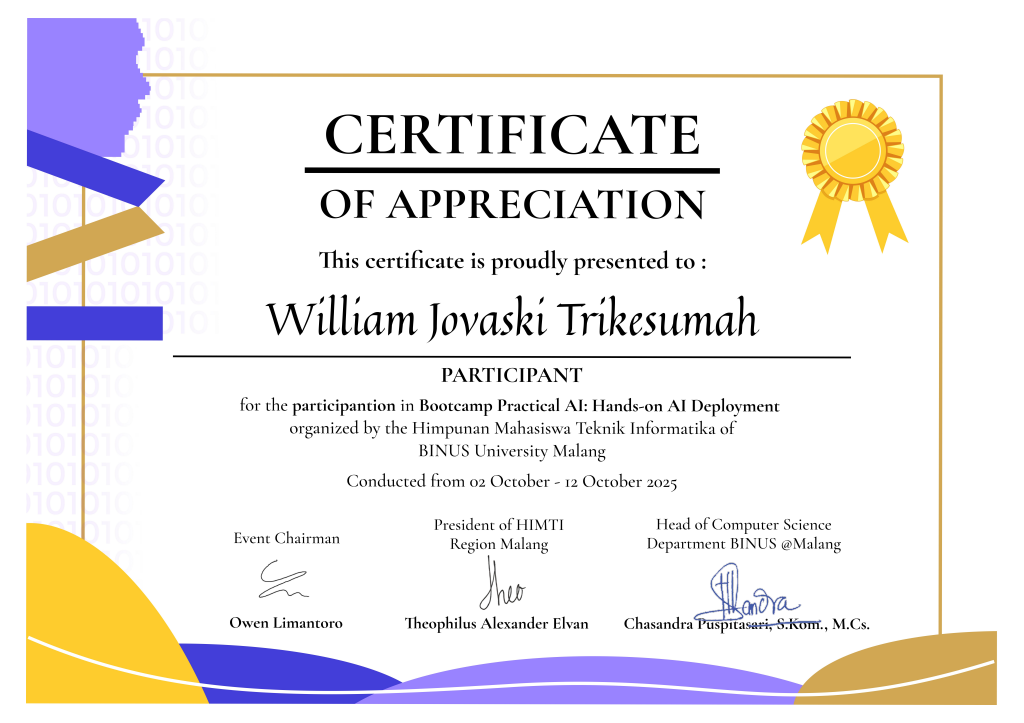 CERTIFICATE
OF APPRECIATION
This certificate is proudly presented to :
William Jovaski Trikesumah
PARTICIPANT
for the participantion in Bootcamp Practical AI: Hands-on AI Deployment
organized by the Himpunan Mahasiswa Teknik Informatika of
BINUS University Malang
Conducted from 02 October - 12 October 2025
Event Chairman
Owen Limantoro
President of HIMTI
Region Malang
Theo
Theophilus Alexander Elvan
Head of Computer Science
Department BINUS @Malang
Chasandra Puspitasari, S.Kom., M.Cs.